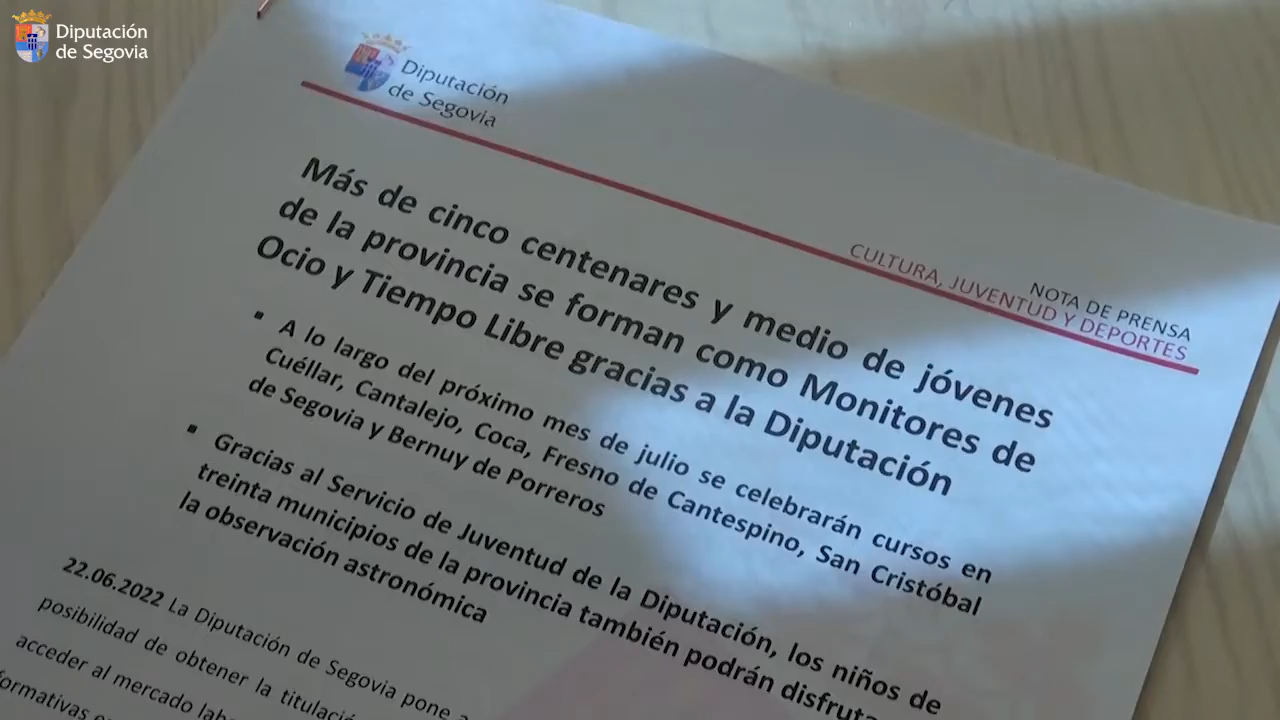 Diputación
de Segovia
Diputación
de Segovia
NOTA DE PRENSA
CULTURA, JUVENTUD Y DEPORTES
Más de cinco centenares y medio de jóvenes
de la provincia se forman como Monitores de
Ocio y Tiempo Libre gracias a la Diputación
▪ A lo largo del próximo mes de julio se celebrarán cursos en
Cuéllar, Cantalejo, Coca, Fresno de Cantespino, San Cristóbal
de Segovia y Bernuy de Porreros
▪ Gracias al Servicio de Juventud de la Diputación, los niños de
treinta municipios de la provincia también podrán disfruta
la observación astronómica
22.06.2022 La Diputación de Segovia pone
posibilidad de obtener la titulació
acceder al mercado lab
ormativas